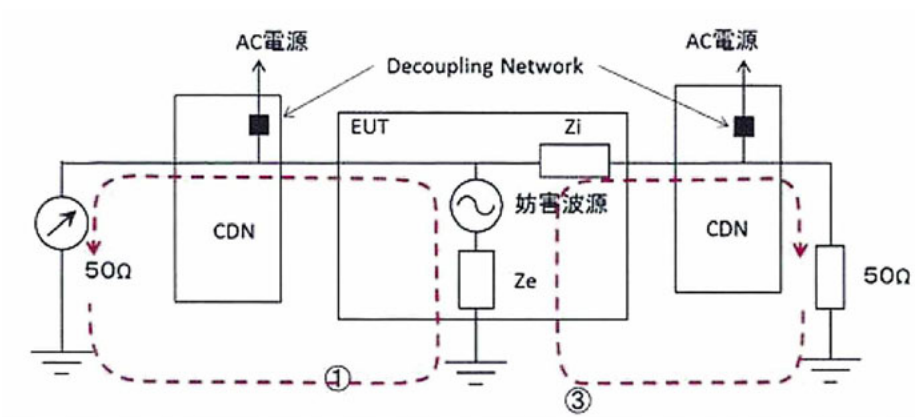 AC電源
AC電源
Decoupling Network
EUT
Zi
妨害波源
CDN
CDN
50Ω
Ze
50Ω
①
③